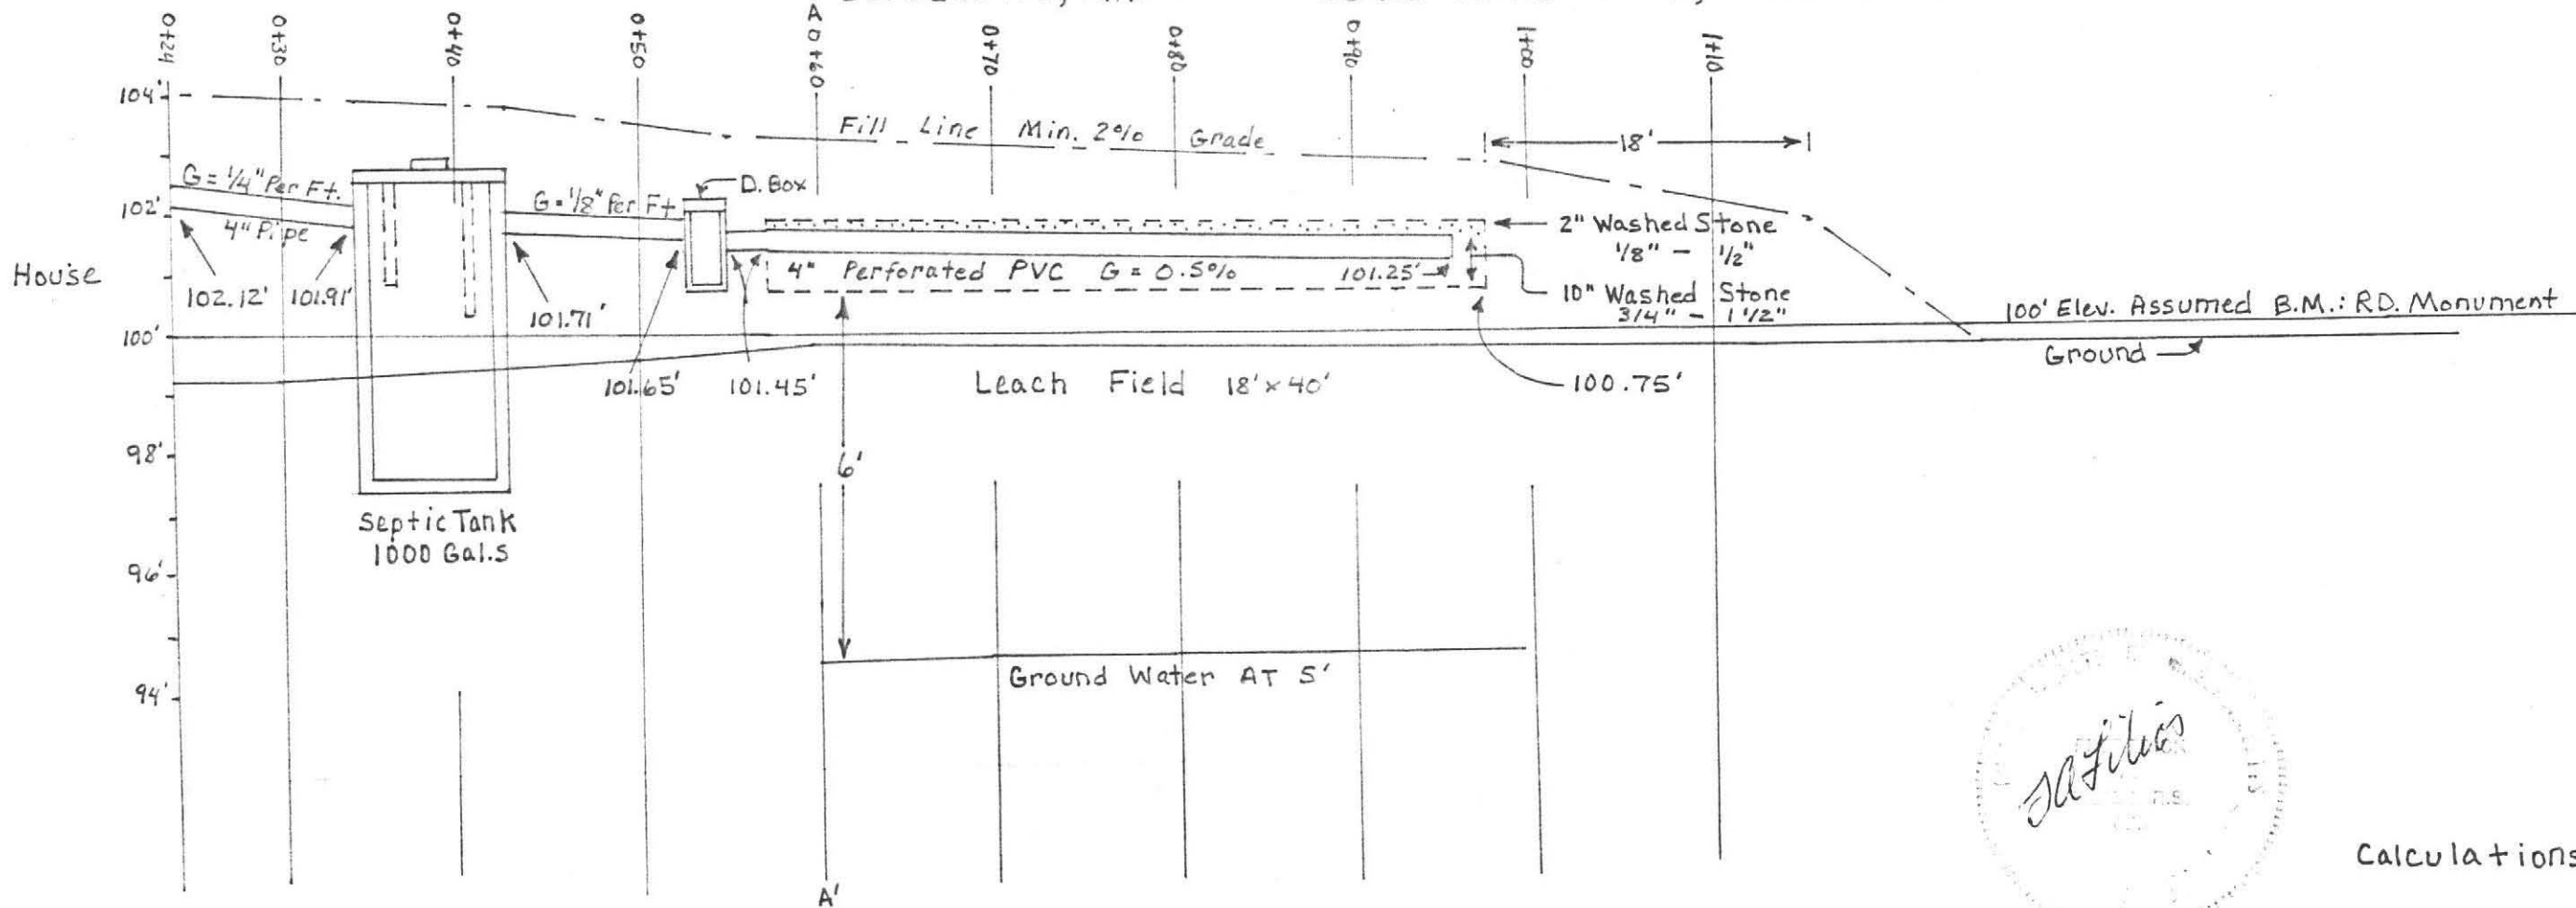 0+24
0+30
0+40
0+50
A
0+60
0+70
0+80
0+90
1+00
1+10
104'
Fill Line Min. 2% Grade
18'
G = 1/4" Per Ft.
4" Pipe
G = 1/8" Per Ft
D. Box
102'
2" Washed Stone
1/8" - 1/2"
House
4" Perforated PVC G = 0.5%
101.25'
102.12'
101.91'
101.71'
10" Washed Stone
3/4" - 1 1/2"
100' Elev. Assumed B.M.: RD. Monument
100'
Ground
101.65'
101.45'
Leach Field 18' x 40'
100.75'
98'
6'
Septic Tank
1000 Gal.s
96'
Ground Water AT 5'
94'
Calculations
A'